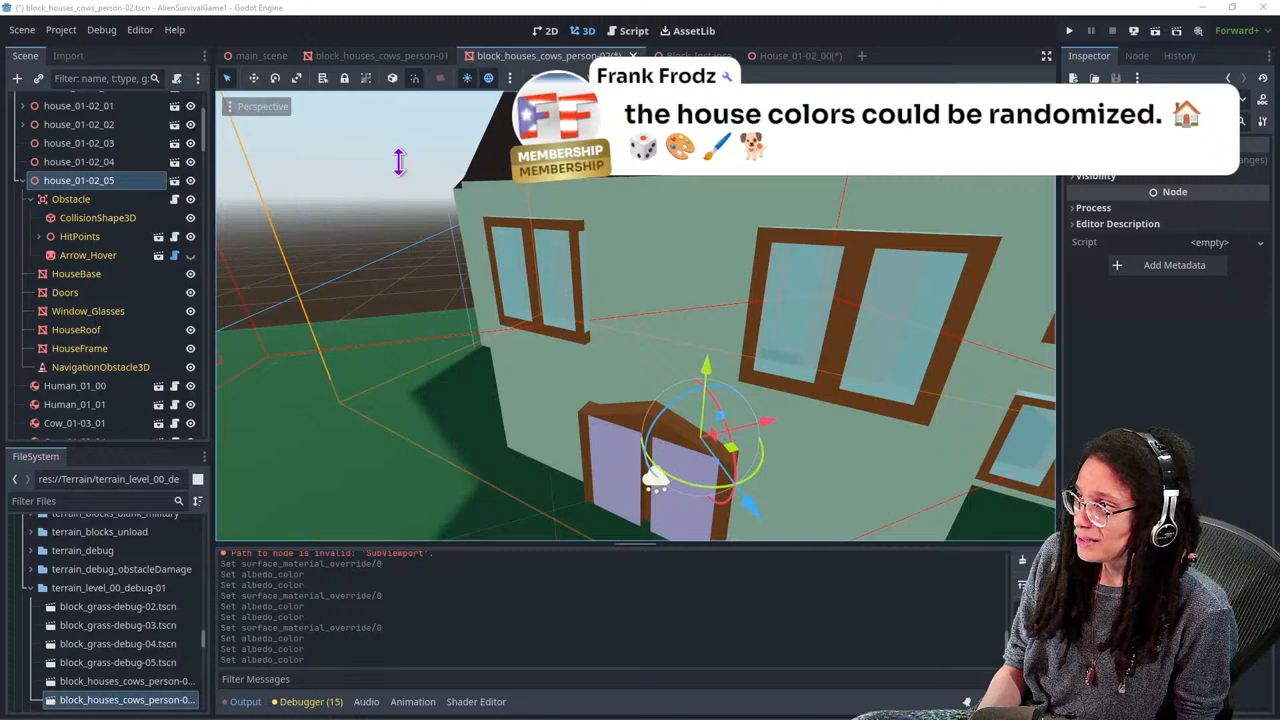 (*) block_houses_cows_person-02.tscn - AlienSurvivalGame1 - Godot Engine
Scene Project Debug Editor Help
2D 3D Script AssetLib
Forward+
Scene Import
main_scene block_houses_cows_person-01 block_houses_cows_person-02(*) House_01-02_00(*)
Inspector Node History
Filter: name, t:type, g:
Perspective
Frank Frodz
the house colors could be randomized. 🏠
🎲 🎨 🖌️ 🐕
MEMBERSHIP
MEMBERSHIP
house_01-02_01
house_01-02_02
house_01-02_03
house_01-02_04
house_01-02_05
Obstacle
CollisionShape3D
HitPoints
Arrow_Hover
HouseBase
Doors
Window_Glasses
HouseRoof
HouseFrame
NavigationObstacle3D
Human_01_00
Human_01_01
Cow_01-03_01
Node
Process
Editor Description
Script <empty>
Add Metadata
FileSystem
res://Terrain/terrain_level_00_de
Filter Files
terrain_blocks_unload
terrain_debug
terrain_debug_obstacleDamage
terrain_level_00_debug-01
block_grass-debug-02.tscn
block_grass-debug-03.tscn
block_grass-debug-04.tscn
block_grass-debug-05.tscn
block_houses_cows_person-0...
block_houses_cows_person-0...
Path to node is invalid: 'SubViewport'.
Set surface_material_override/0
Set albedo_color
Set albedo_color
Set surface_material_override/0
Set albedo_color
Set albedo_color
Set surface_material_override/0
Set albedo_color
Set albedo_color
Set albedo_color
Filter Messages
Output Debugger (15) Audio Animation Shader Editor